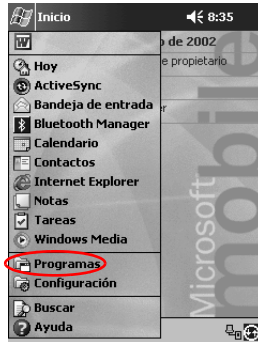 Inicio 8:35
o de 2002
e propietario
Hoy
ActiveSync
Bandeja de entrada
Bluetooth Manager
Calendario
Contactos
Internet Explorer
Notas
Tareas
Windows Media
Programas
Configuración
Buscar
Ayuda
Microsoft
mobile